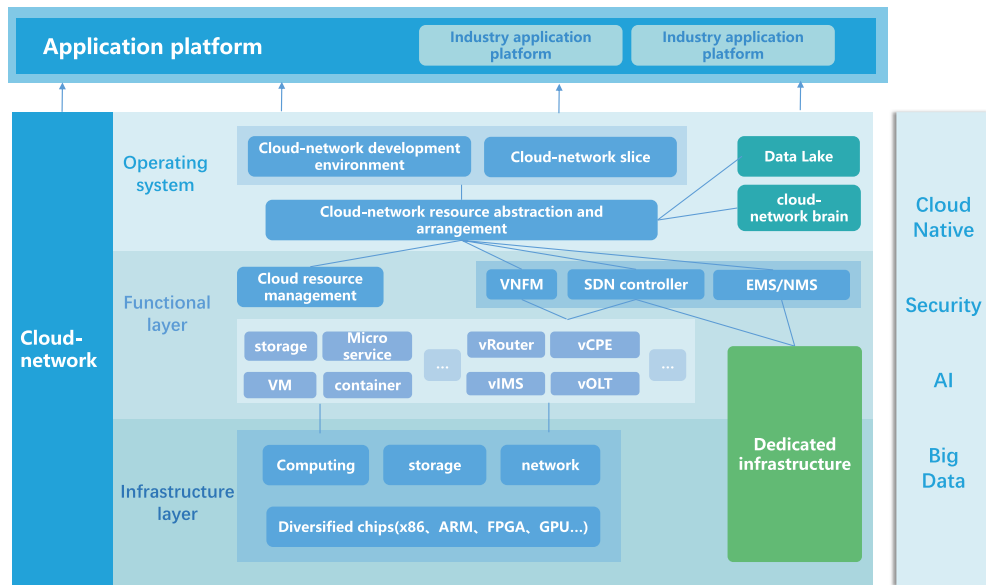 Application platform
Industry application
platform
Industry application
platform
Cloud-
network
Operating
system
Cloud-network development
environment
Cloud-network slice
Data Lake
Cloud-network resource abstraction and
arrangement
cloud-
network brain
Functional
layer
Cloud resource
management
VNFM
SDN controller
EMS/NMS
storage
Micro
service
...
vRouter
vCPE
...
VM
container
vIMS
vOLT
Dedicated
infrastructure
Infrastructure
layer
Computing
storage
network
Diversified chips(x86、ARM、FPGA、GPU...)
Cloud
Native
Security
AI
Big
Data